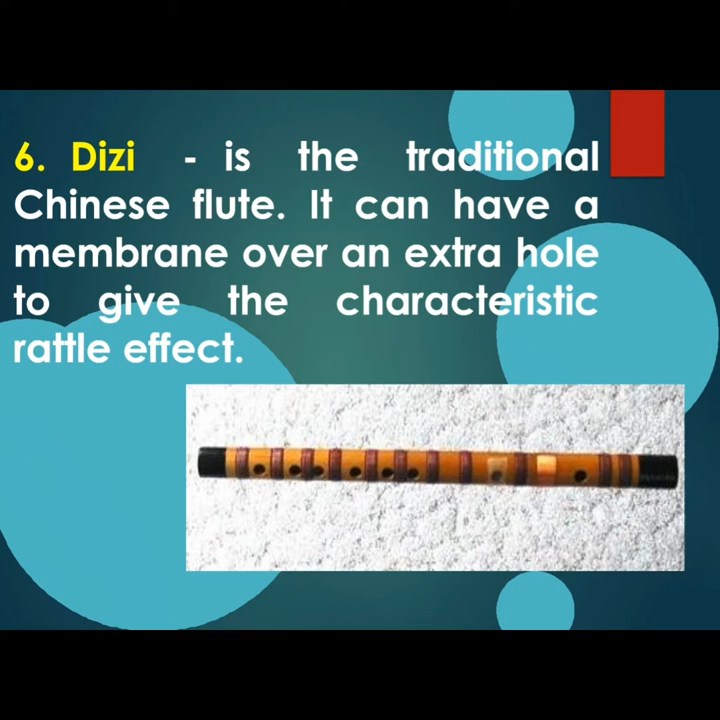 6. Dizi - is the traditional
Chinese flute. It can have a
membrane over an extra hole
to give the characteristic
rattle effect.